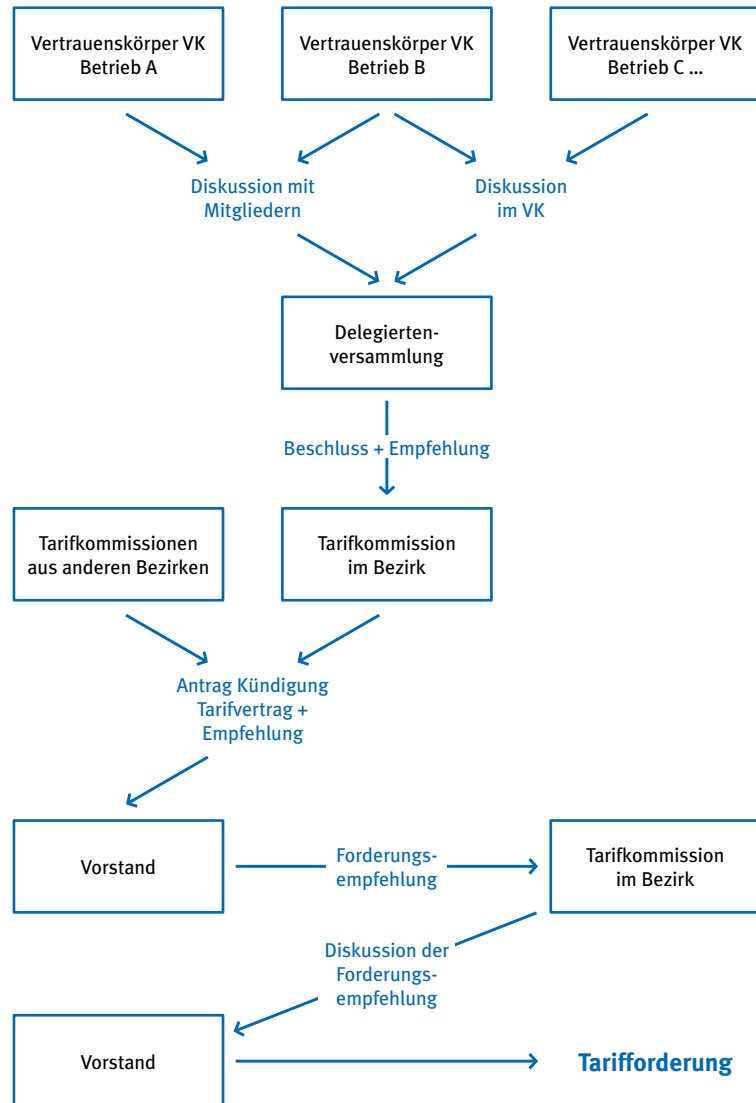 Vertrauenskörper VK
Betrieb A
Vertrauenskörper VK
Betrieb B
Vertrauenskörper VK
Betrieb C ...
Diskussion mit
Mitgliedern
Diskussion
im VK
Delegierten-
versammlung
Beschluss + Empfehlung
Tarifkommissionen
aus anderen Bezirken
Tarifkommission
im Bezirk
Antrag Kündigung
Tarifvertrag +
Empfehlung
Vorstand
Forderungs-
empfehlung
Tarifkommission
im Bezirk
Diskussion der
Forderungs-
empfehlung
Vorstand
Tarifforderung